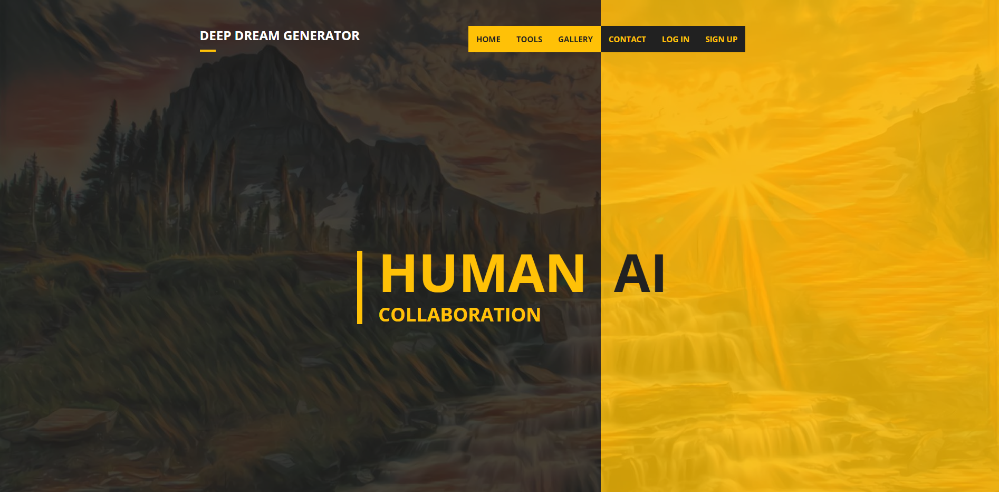 DEEP DREAM GENERATOR
HOME TOOLS GALLERY CONTACT LOG IN SIGN UP
HUMAN AI
COLLABORATION